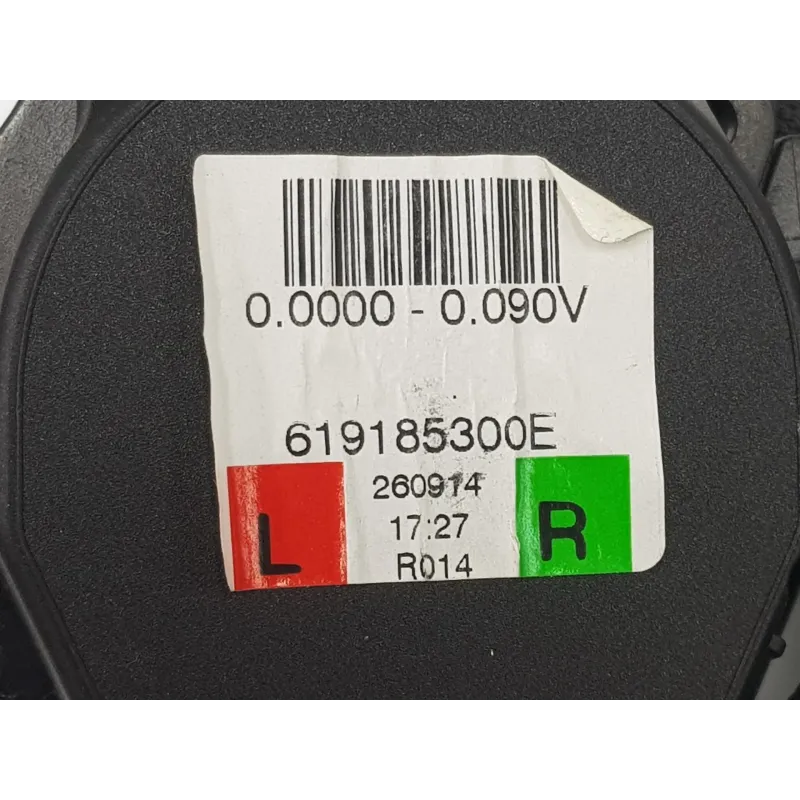 0.0000 - 0.090V
619185300E
260914
L 17:27 R
R014